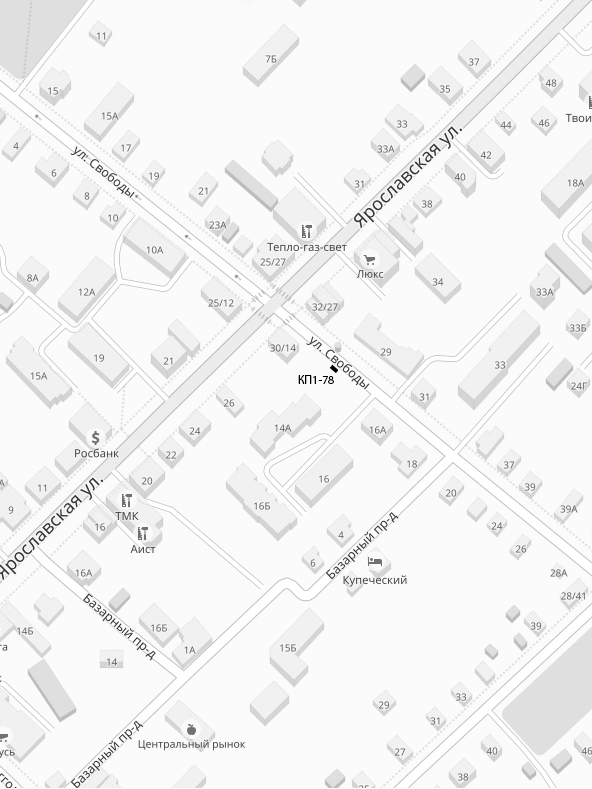 11
7Б
37
15
35
48
15А
33
44
46
Твои
4
17
33А
42
ул. Свободы
Ярославская ул.
6
19
31
40
18А
8
21
10
38
23А
10А
Тепло-газ-свет
25/27
Люкс
8А
34
12А
25/12
32/27
33А
33Б
19
21
30/14
ул. Свободы
29
33
15А
КП1-78
24Г
26
31
24
14А
16А
Росбанк
22
18
37
11
20
16
39
9
20
ТМК
16Б
39А
16
24
Аист
4
26
Ярославская ул.
Базарный пр-д
16А
6
Купеческий
28А
28/41
Базарный пр-д
14Б
16Б
39
1А
15Б
14
33
29
31
Центральный рынок
усь
27
40
46
Базарный пр-д
38